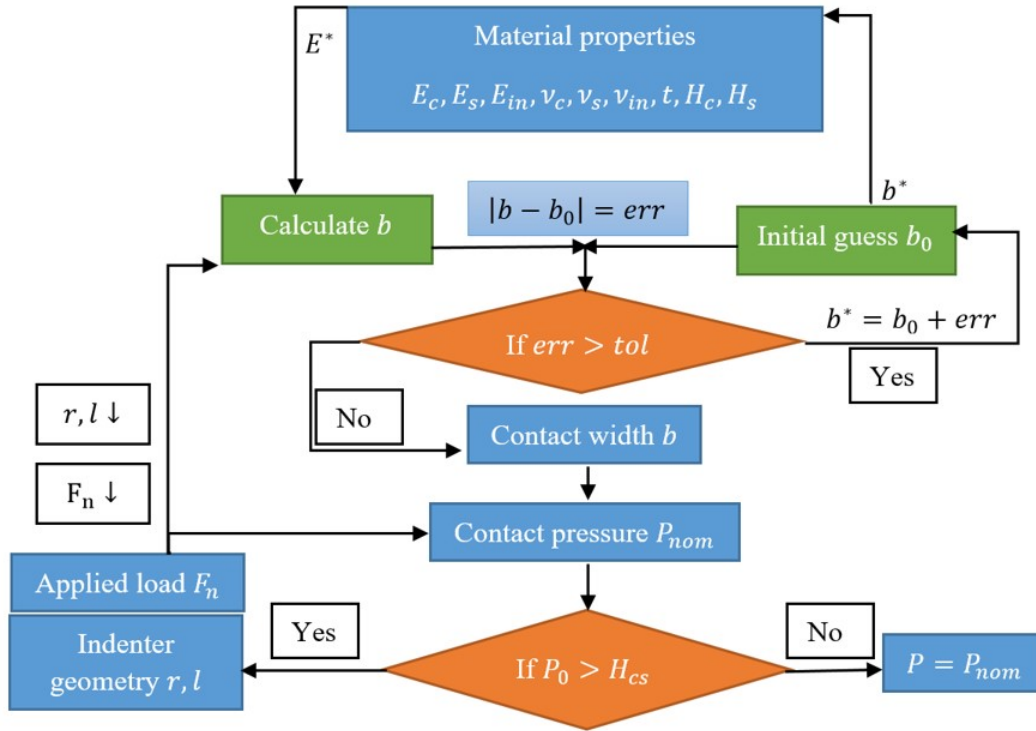 Material properties
E*
E_c, E_s, E_in, ν_c, ν_s, ν_in, t, H_c, H_s
b*
Calculate b
|b − b_0| = err
Initial guess b_0
If err > tol
b* = b_0 + err
Yes
r, l ↓
No
Contact width b
F_n ↓
Contact pressure P_nom
Applied load F_n
Indenter
geometry r, l
Yes
If P_0 > H_cs
No
P = P_nom